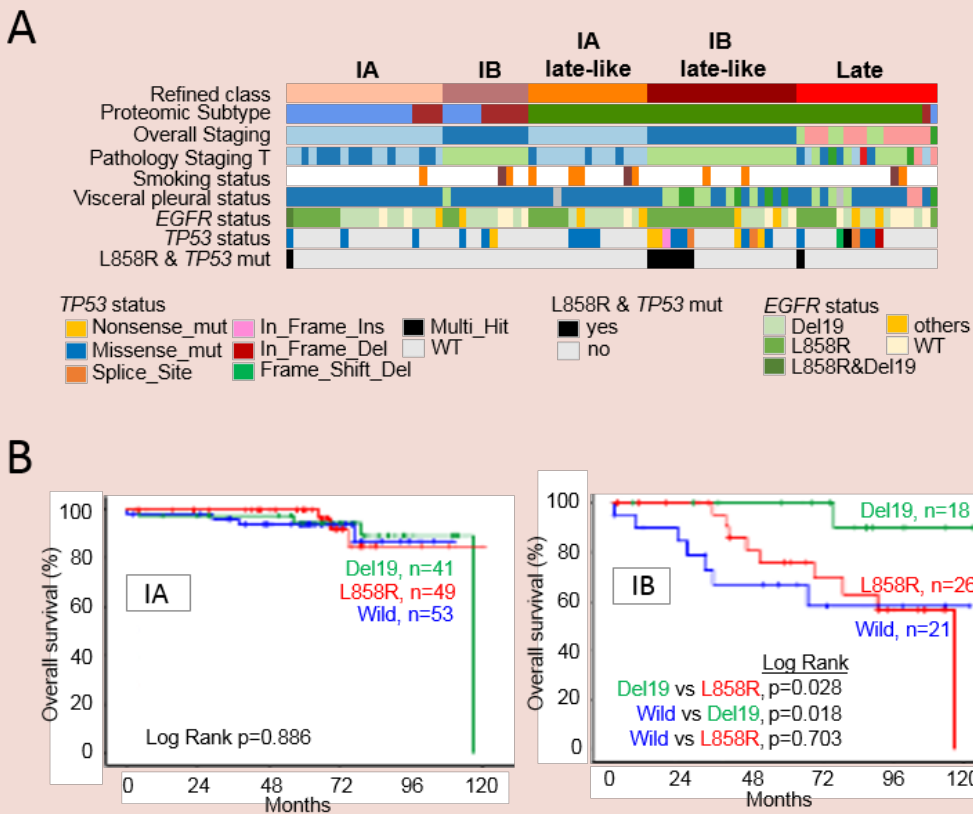 A
IA
IB
IA
late-like
IB
late-like
Late
Refined class
Proteomic Subtype
Overall Staging
Pathology Staging T
Smoking status
Visceral pleural status
EGFR status
TP53 status
L858R & TP53 mut
TP53 status
Nonsense_mut
In_Frame_Ins
Multi_Hit
Missense_mut
In_Frame_Del
WT
Splice_Site
Frame_Shift_Del
L858R & TP53 mut
yes
no
EGFR status
Del19
others
L858R
WT
L858R&Del19
B
Overall survival (%)
100
80
60
40
20
0
IA
Del19, n=41
L858R, n=49
Wild, n=53
Log Rank p=0.886
0 24 48 72 96 120
Months
Overall survival (%)
100
80
60
40
20
0
IB
Del19, n=18
L858R, n=26
Wild, n=21
Log Rank
Del19 vs L858R, p=0.028
Wild vs Del19, p=0.018
Wild vs L858R, p=0.703
0 24 48 72 96 120
Months